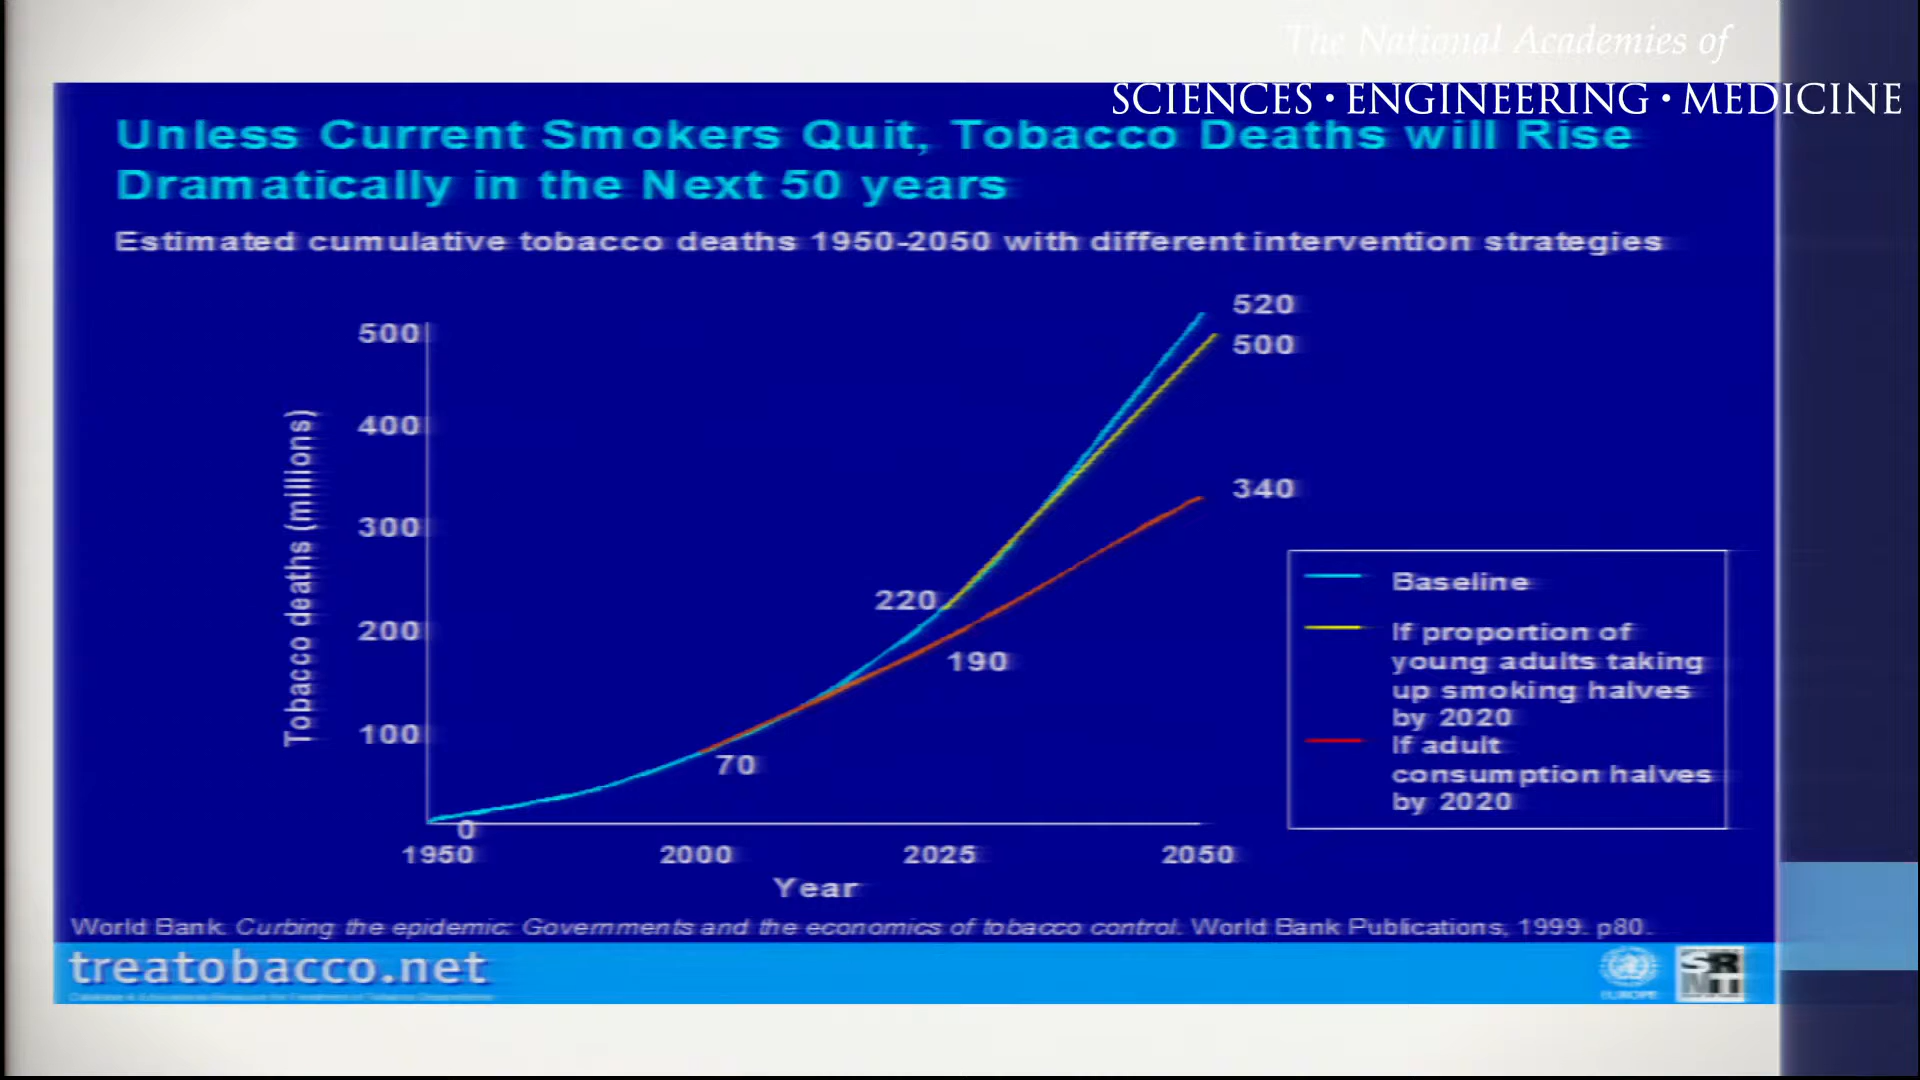 The National Academies of
SCIENCES · ENGINEERING · MEDICINE
Unless Current Smokers Quit, Tobacco Deaths will Rise
Dramatically in the Next 50 years
Estimated cumulative tobacco deaths 1950-2050 with different intervention strategies
520
500
500
400
340
300
220
200
190
100
70
0
Tobacco deaths (millions)
1950
2000
2025
2050
Year
Baseline
If proportion of
young adults taking
up smoking halves
by 2020
If adult
consumption halves
by 2020
World Bank. Curbing the epidemic: Governments and the economics of tobacco control. World Bank Publications, 1999. p80.
treatobacco.net
EUROPE
SR
NT